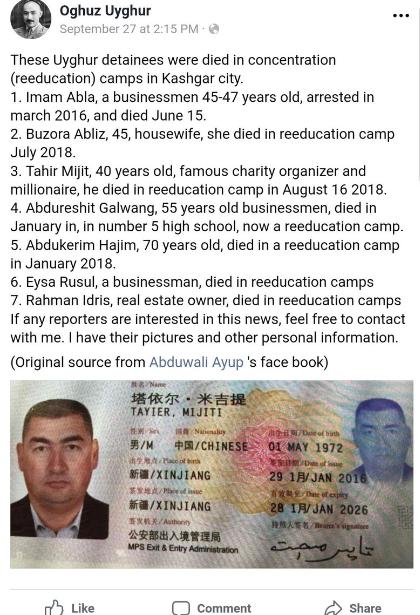 Oghuz Uyghur
September 27 at 2:15 PM ·
These Uyghur detainees were died in concentration
(reeducation) camps in Kashgar city.
1. Imam Abla, a businessmen 45-47 years old, arrested in
march 2016, and died June 15.
2. Buzora Abliz, 45, housewife, she died in reeducation camp
July 2018.
3. Tahir Mijit, 40 years old, famous charity organizer and
millionaire, he died in reeducation camp in August 16 2018.
4. Abdureshit Galwang, 55 years old businessmen, died in
January in, in number 5 high school, now a reeducation camp.
5. Abdukerim Hajim, 70 years old, died in a reeducation camp
in January 2018.
6. Eysa Rusul, a businessman, died in reeducation camps
7. Rahman Idris, real estate owner, died in reeducation camps
If any reporters are interested in this news, feel free to contact
with me. I have their pictures and other personal information.
(Original source from Abduwali Ayup 's face book)
姓名/Name
塔依尔·米吉提
TAYIER, MIJITI
性别/Sex 国籍/Nationality 出生日期/Date of birth
男/M 中国/CHINESE 01 MAY 1972
出生地点/Place of birth 签发日期/Date of issue
新疆/XINJIANG 29 1月/JAN 2016
签发地点/Place of issue 有效期至/Date of expiry
新疆/XINJIANG 28 1月/JAN 2026
签发机关/Authority 持照人签名/Bearer's signature
公安部出入境管理局
MPS Exit & Entry Administration
Like Comment Share